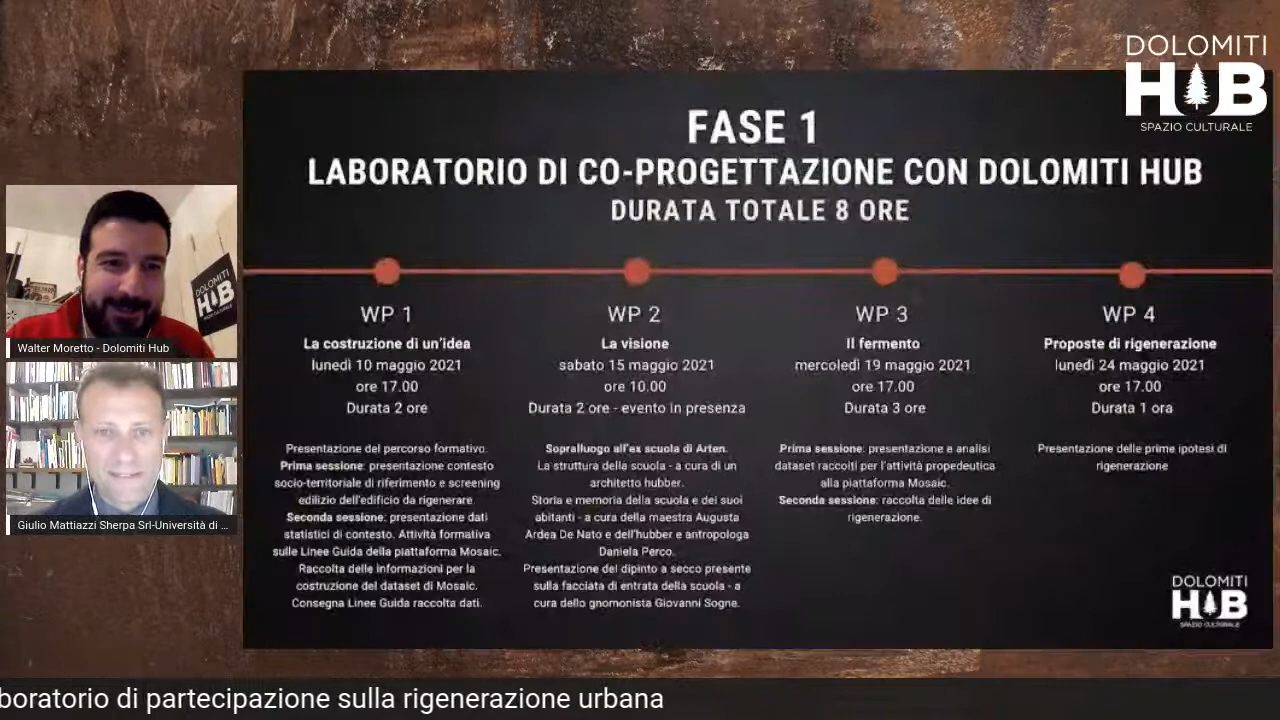 DOLOMITI
HUB
SPAZIO CULTURALE
FASE 1
LABORATORIO DI CO-PROGETTAZIONE CON DOLOMITI HUB
DURATA TOTALE 8 ORE
WP 1
La costruzione di un'idea
lunedì 10 maggio 2021
ore 17.00
Durata 2 ore
Presentazione del percorso formativo.
Prima sessione: presentazione contesto
socio-territoriale di riferimento e screening
edilizio dell'edificio da rigenerare.
Seconda sessione: presentazione dati
statistici di contesto. Attività formativa
sulle Linee Guida della piattaforma Mosaic.
Raccolta delle informazioni per la
costruzione del dataset di Mosaic.
Consegna Linee Guida raccolta dati.
WP 2
La visione
sabato 15 maggio 2021
ore 10.00
Durata 2 ore - evento in presenza
Sopralluogo all'ex scuola di Arten.
La struttura della scuola - a cura di un
architetto hubber.
Storia e memoria della scuola e dei suoi
abitanti - a cura della maestra Augusta
Ardea De Nato e dell'hubber e antropologa
Daniela Perco.
Presentazione del dipinto a secco presente
sulla facciata di entrata della scuola - a
cura dello gnomonista Giovanni Sogne.
WP 3
Il fermento
mercoledì 19 maggio 2021
ore 17.00
Durata 3 ore
Prima sessione: presentazione e analisi
dataset raccolti per l'attività propedeutica
alla piattaforma Mosaic.
Seconda sessione: raccolta delle idee di
rigenerazione.
WP 4
Proposte di rigenerazione
lunedì 24 maggio 2021
ore 17.00
Durata 1 ora
Presentazione delle prime ipotesi di
rigenerazione
DOLOMITI
HUB
SPAZIO CULTURALE
DOLOMITI
HUB
Walter Moretto - Dolomiti Hub
Giulio Mattiazzi Sherpa Srl-Università di ...
boratorio di partecipazione sulla rigenerazione urbana